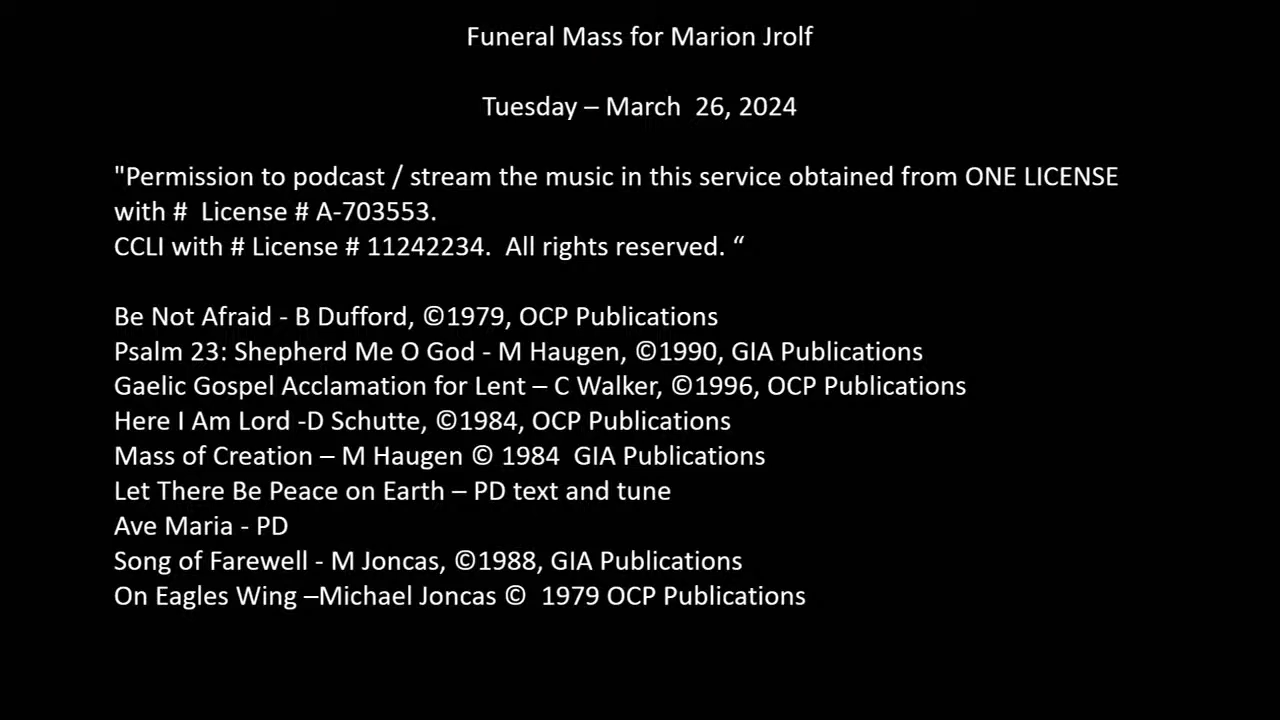 Funeral Mass for Marion Jrolf
Tuesday – March  26, 2024
"Permission to podcast / stream the music in this service obtained from ONE LICENSE
with #  License # A-703553.
CCLI with # License # 11242234.  All rights reserved. “
Be Not Afraid - B Dufford, ©1979, OCP Publications
Psalm 23: Shepherd Me O God - M Haugen, ©1990, GIA Publications
Gaelic Gospel Acclamation for Lent – C Walker, ©1996, OCP Publications
Here I Am Lord -D Schutte, ©1984, OCP Publications
Mass of Creation – M Haugen © 1984  GIA Publications
Let There Be Peace on Earth – PD text and tune
Ave Maria - PD
Song of Farewell - M Joncas, ©1988, GIA Publications
On Eagles Wing –Michael Joncas ©  1979 OCP Publications